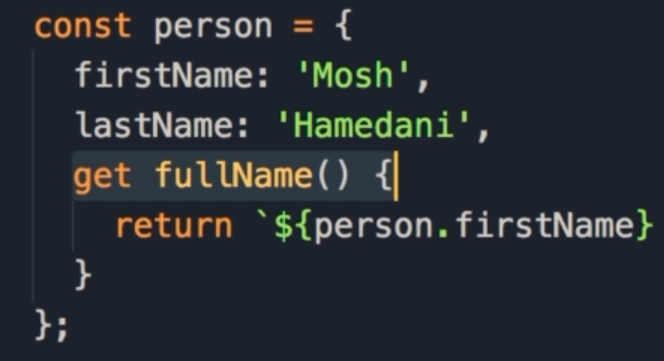 const person = {
  firstName: 'Mosh',
  lastName: 'Hamedani',
  get fullName() {
    return `${person.firstName}
  }
};